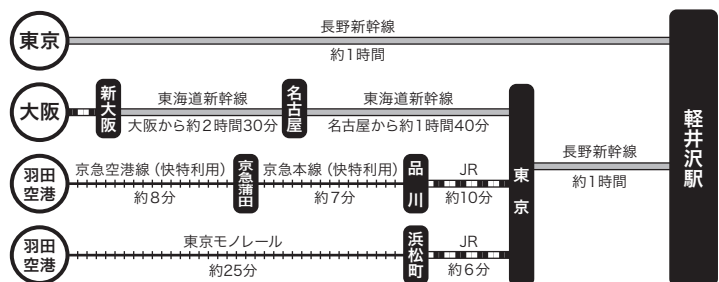 東京
長野新幹線
約1時間
大阪
新大阪
東海道新幹線
大阪から約2時間30分
名古屋
東海道新幹線
名古屋から約1時間40分
羽田空港
京急空港線（快特利用）
約8分
京急蒲田
京急本線（快特利用）
約7分
品川
JR
約10分
羽田空港
東京モノレール
約25分
浜松町
JR
約6分
東京
長野新幹線
約1時間
軽井沢駅